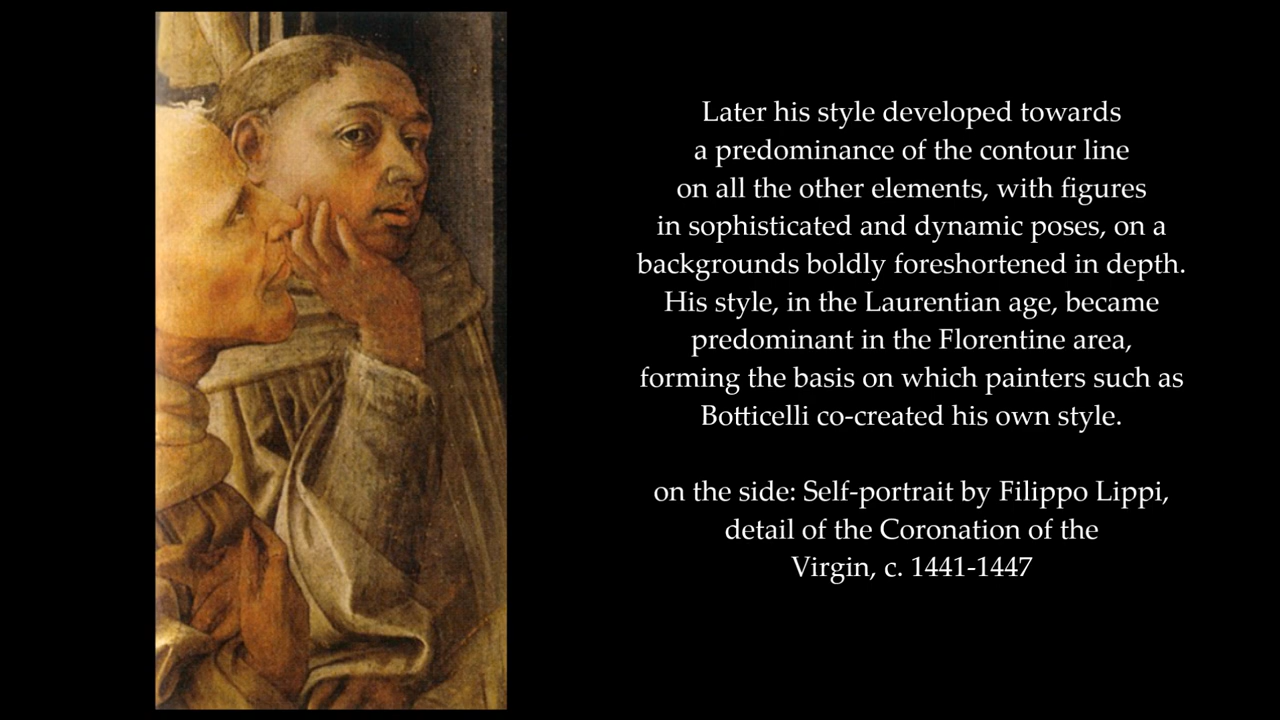 Later his style developed towards
a predominance of the contour line
on all the other elements, with figures
in sophisticated and dynamic poses, on a
backgrounds boldly foreshortened in depth.
His style, in the Laurentian age, became
predominant in the Florentine area,
forming the basis on which painters such as
Botticelli co-created his own style.
on the side: Self-portrait by Filippo Lippi,
detail of the Coronation of the
Virgin, c. 1441-1447